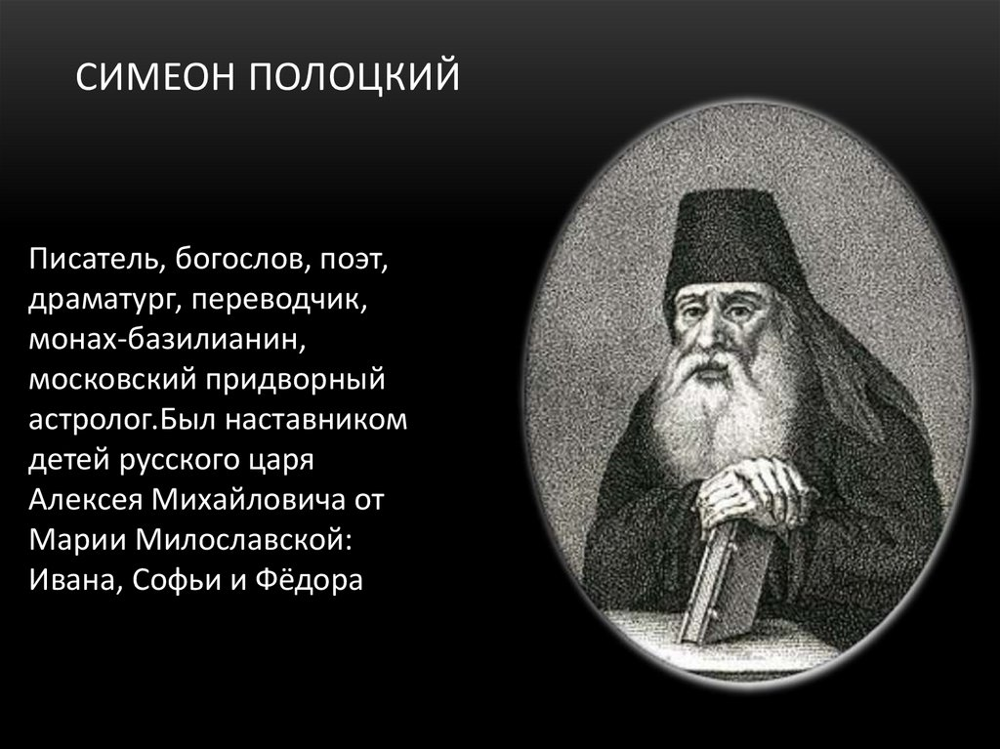 СИМЕОН ПОЛОЦКИЙ
Писатель, богослов, поэт,
драматург, переводчик,
монах-базилианин,
московский придворный
астролог.Был наставником
детей русского царя
Алексея Михайловича от
Марии Милославской:
Ивана, Софьи и Фёдора